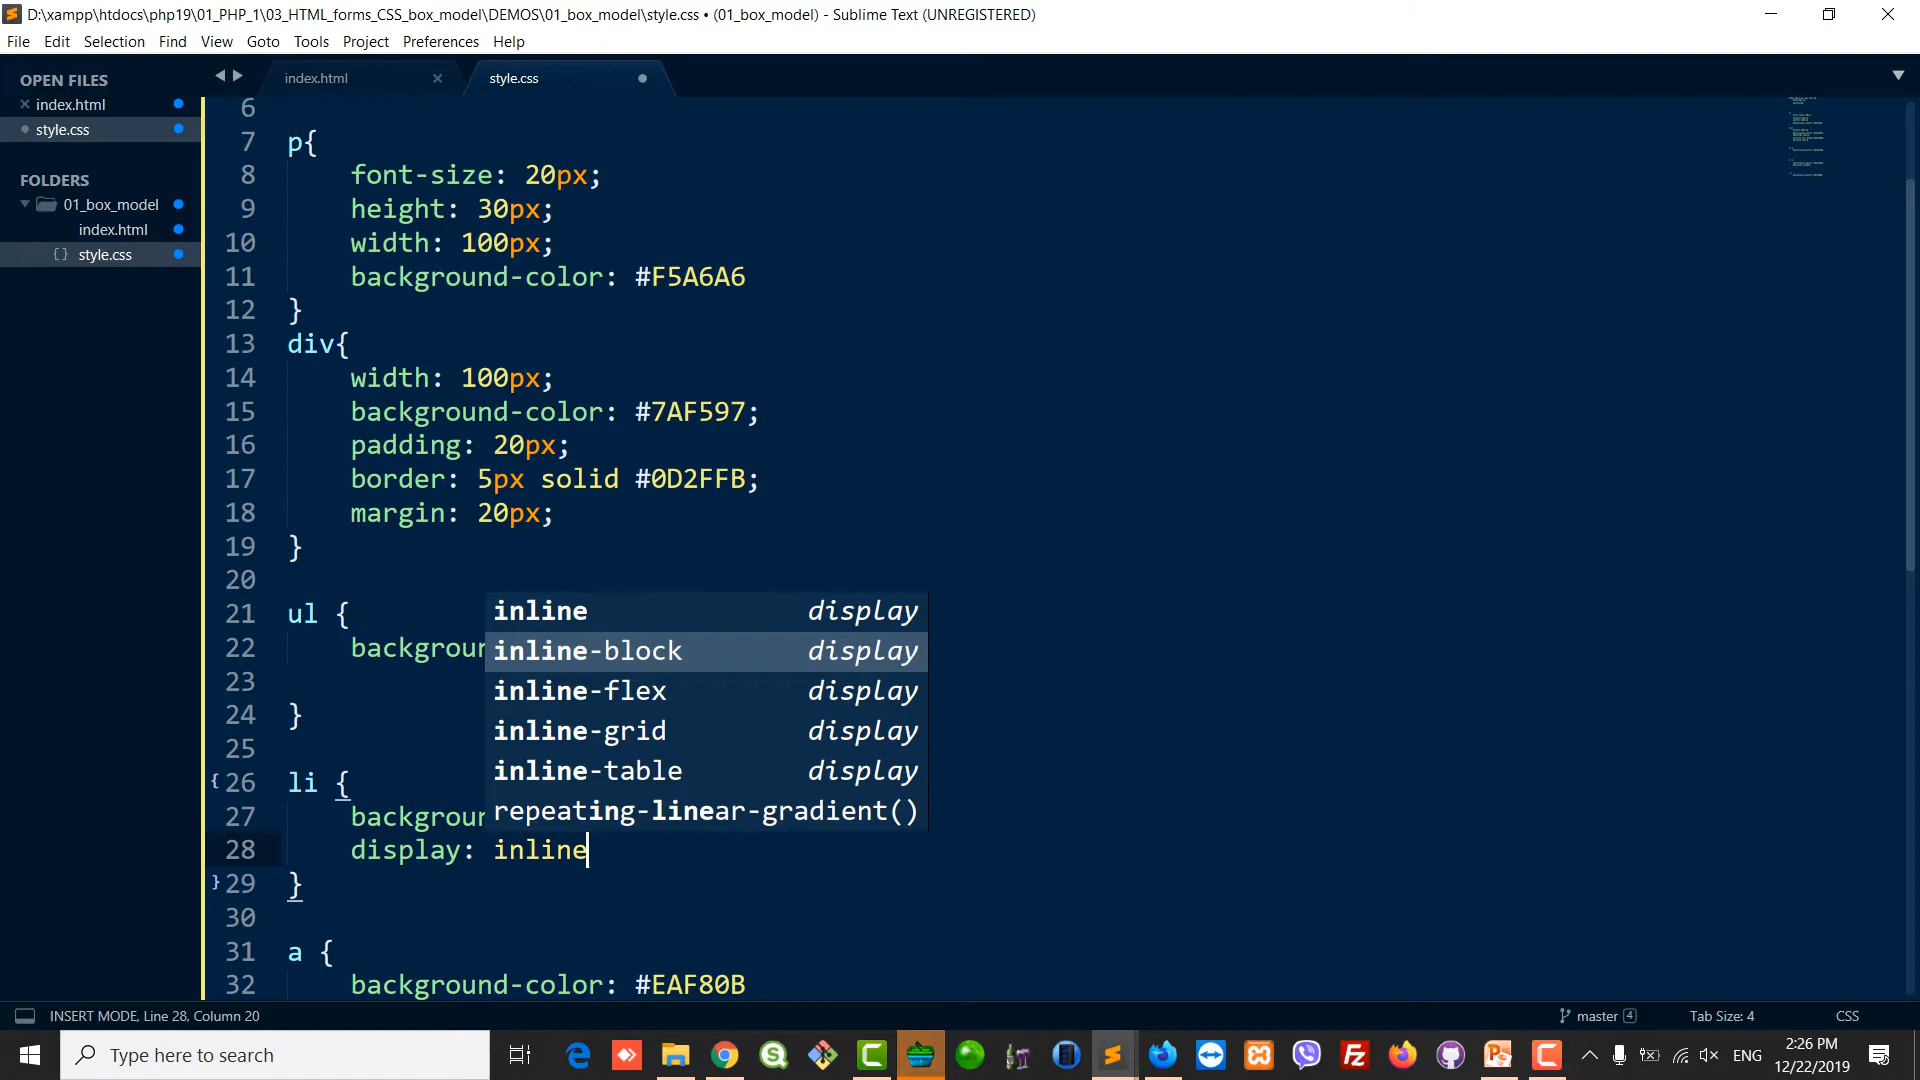 D:\xampp\htdocs\php19\01_PHP_1\03_HTML_forms_CSS_box_model\DEMOS\01_box_model\style.css • (01_box_model) - Sublime Text (UNREGISTERED)
File Edit Selection Find View Goto Tools Project Preferences Help
OPEN FILES
index.html
style.css
FOLDERS
01_box_model
index.html
{} style.css
index.html
style.css
6
7 p{
8 font-size: 20px;
9 height: 30px;
10 width: 100px;
11 background-color: #F5A6A6
12 }
13 div{
14 width: 100px;
15 background-color: #7AF597;
16 padding: 20px;
17 border: 5px solid #0D2FFB;
18 margin: 20px;
19 }
20
21 ul {
22 backgroun
23
24 }
25
26 li {
27 backgroun
28 display: inline
29 }
30
31 a {
32 background-color: #EAF80B
inline display
inline-block display
inline-flex display
inline-grid display
inline-table display
repeating-linear-gradient()
INSERT MODE, Line 28, Column 20
master 4
Tab Size: 4
CSS
Type here to search
ENG
2:26 PM
12/22/2019